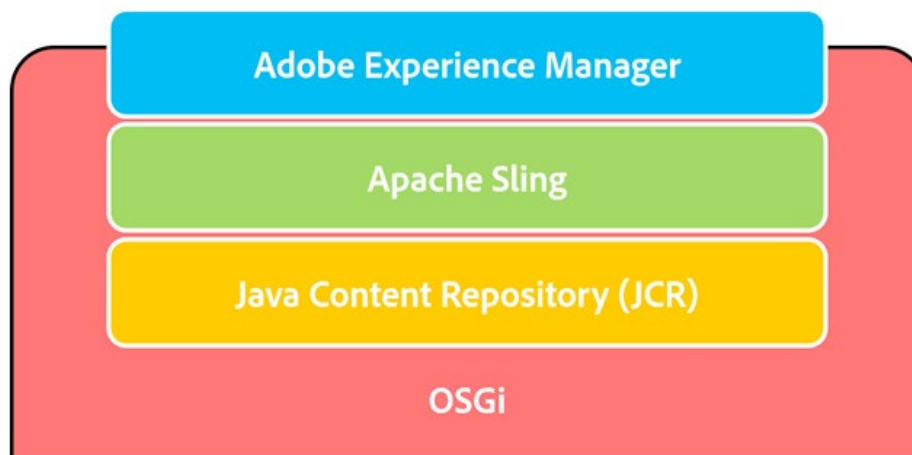 Adobe Experience Manager
Apache Sling
Java Content Repository (JCR)
OSGi